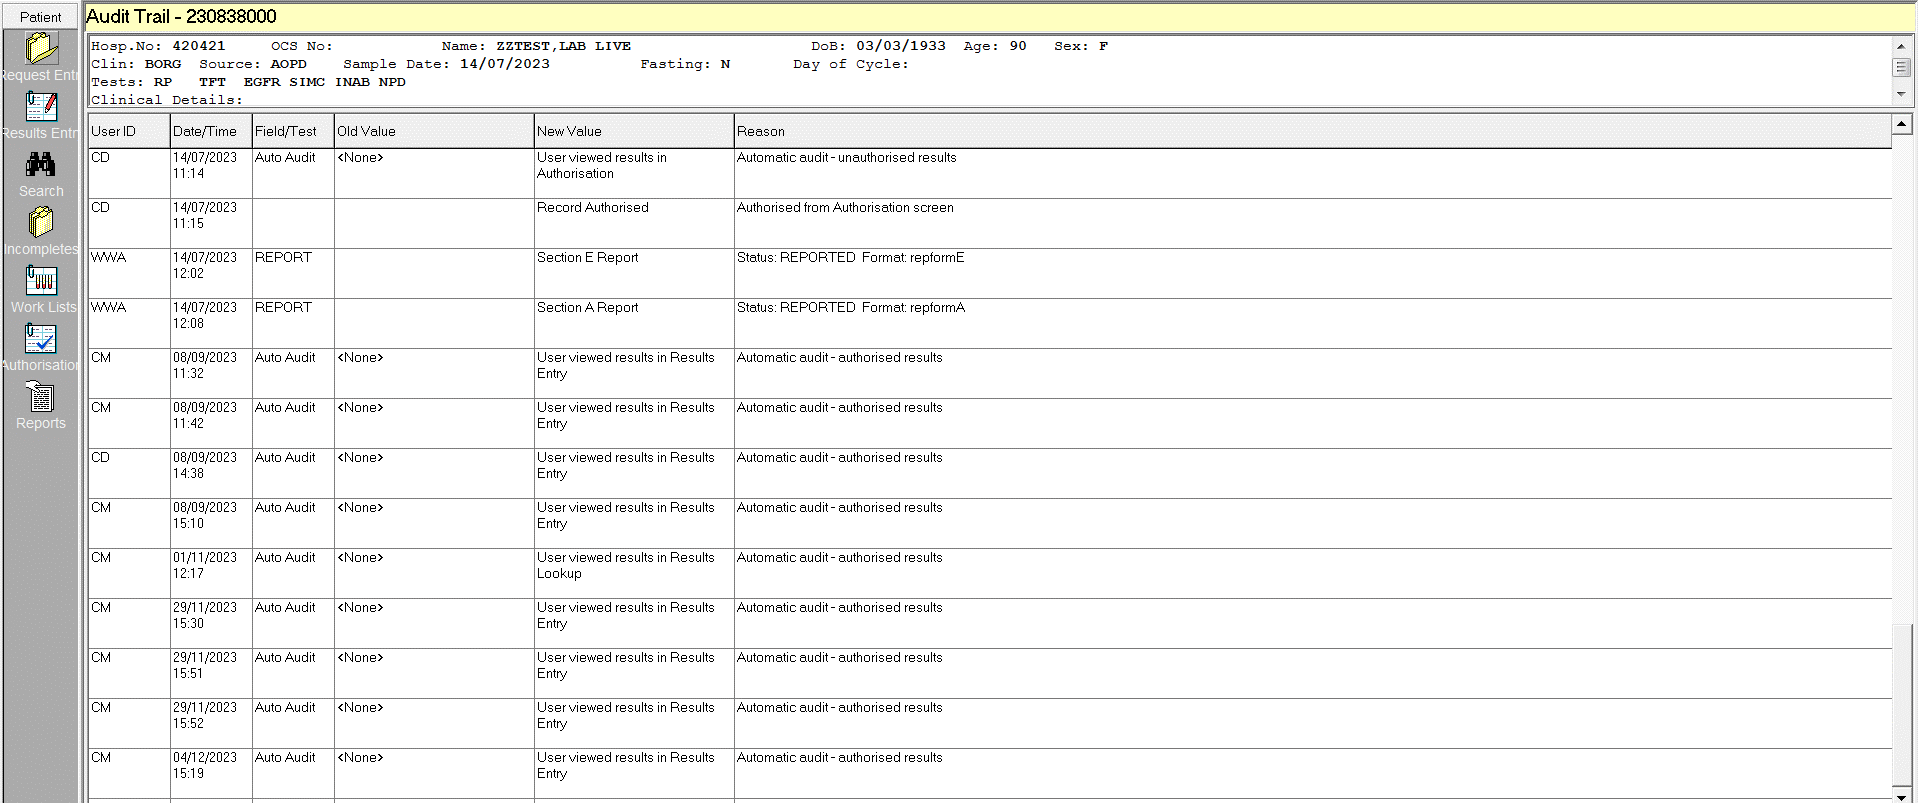 Patient
Request Entr
Results Entr
Search
Incompletes
Work Lists
Authorisation
Reports
Audit Trail - 230838000
Hosp.No: 420421 OCS No: Name: ZZTEST,LAB LIVE DoB: 03/03/1933 Age: 90 Sex: F
Clin: BORG Source: AOPD Sample Date: 14/07/2023 Fasting: N Day of Cycle:
Tests: RP TFT EGFR SIMC INAB NPD
Clinical Details:
User ID Date/Time Field/Test Old Value New Value Reason
CD 14/07/2023 Auto Audit <None> User viewed results in Automatic audit - unauthorised results
11:14 Authorisation
CD 14/07/2023 Record Authorised Authorised from Authorisation screen
11:15
WWA 14/07/2023 REPORT Section E Report Status: REPORTED Format: repformE
12:02
WWA 14/07/2023 REPORT Section A Report Status: REPORTED Format: repformA
12:08
CM 08/09/2023 Auto Audit <None> User viewed results in Results Automatic audit - authorised results
11:32 Entry
CM 08/09/2023 Auto Audit <None> User viewed results in Results Automatic audit - authorised results
11:42 Entry
CD 08/09/2023 Auto Audit <None> User viewed results in Results Automatic audit - authorised results
14:38 Entry
CM 08/09/2023 Auto Audit <None> User viewed results in Results Automatic audit - authorised results
15:10 Entry
CM 01/11/2023 Auto Audit <None> User viewed results in Results Automatic audit - authorised results
12:17 Lookup
CM 29/11/2023 Auto Audit <None> User viewed results in Results Automatic audit - authorised results
15:30 Entry
CM 29/11/2023 Auto Audit <None> User viewed results in Results Automatic audit - authorised results
15:51 Entry
CM 29/11/2023 Auto Audit <None> User viewed results in Results Automatic audit - authorised results
15:52 Entry
CM 04/12/2023 Auto Audit <None> User viewed results in Results Automatic audit - authorised results
15:19 Entry